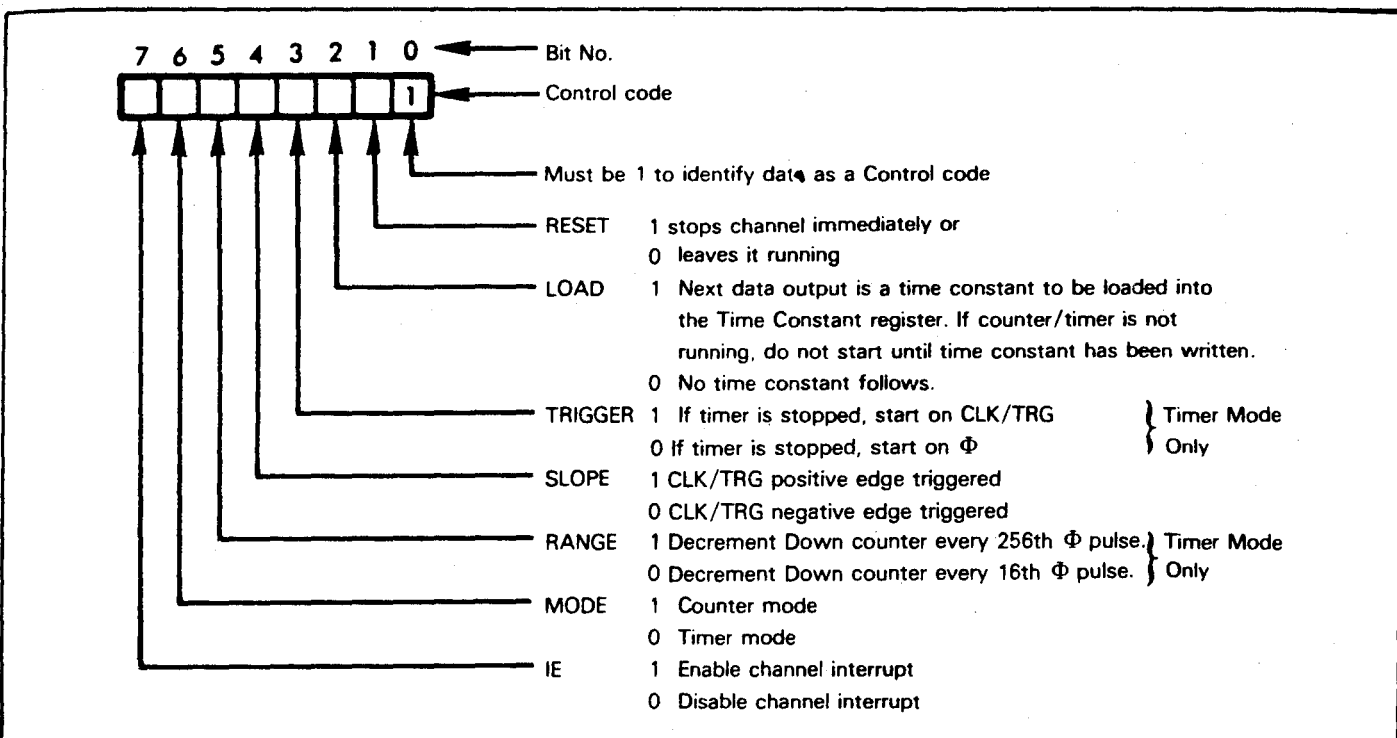 7 6 5 4 3 2 1 0 Bit No.
1 Control code
Must be 1 to identify data as a Control code
RESET 1 stops channel immediately or
0 leaves it running
LOAD 1 Next data output is a time constant to be loaded into
the Time Constant register. If counter/timer is not
running, do not start until time constant has been written.
0 No time constant follows.
TRIGGER 1 If timer is stopped, start on CLK/TRG } Timer Mode
0 If timer is stopped, start on Φ Only
SLOPE 1 CLK/TRG positive edge triggered
0 CLK/TRG negative edge triggered
RANGE 1 Decrement Down counter every 256th Φ pulse. } Timer Mode
0 Decrement Down counter every 16th Φ pulse. Only
MODE 1 Counter mode
0 Timer mode
IE 1 Enable channel interrupt
0 Disable channel interrupt